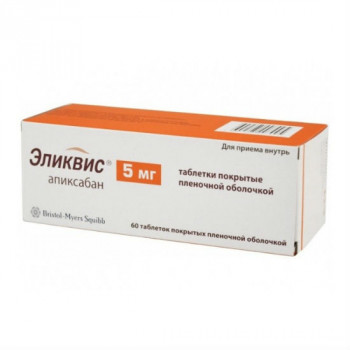 Для приема внутрь
Эликвис®
5 мг
таблетки покрытые
пленочной оболочкой
апиксабан
Bristol-Myers Squibb
60 таблеток покрытых пленочной оболочкой